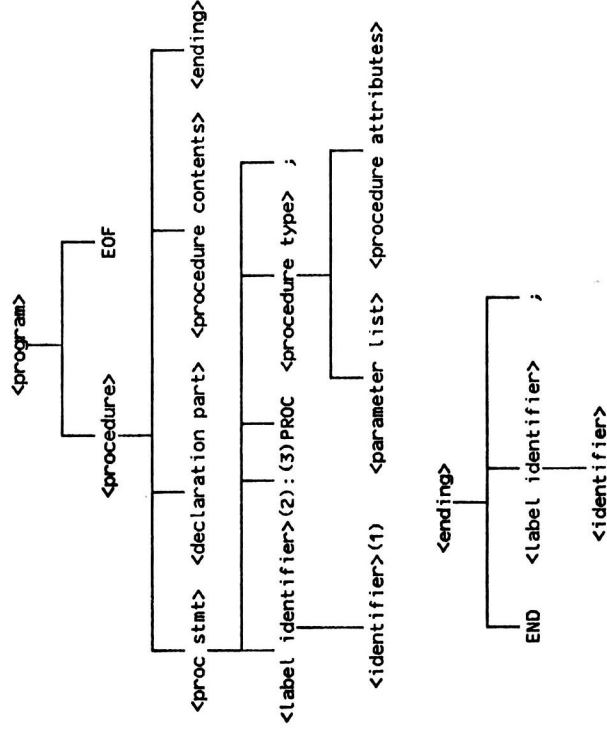 <program>
<procedure> EOF
<proc stmt> <declaration part> <procedure contents> <ending>
<label identifier>(2):(3)PROC <procedure type> ;
<identifier>(1) <parameter list> <procedure attributes>
<ending>
END <label identifier> ;
<identifier>